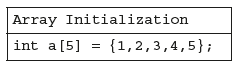 Array Initialization
int a[5] = {1,2,3,4,5};